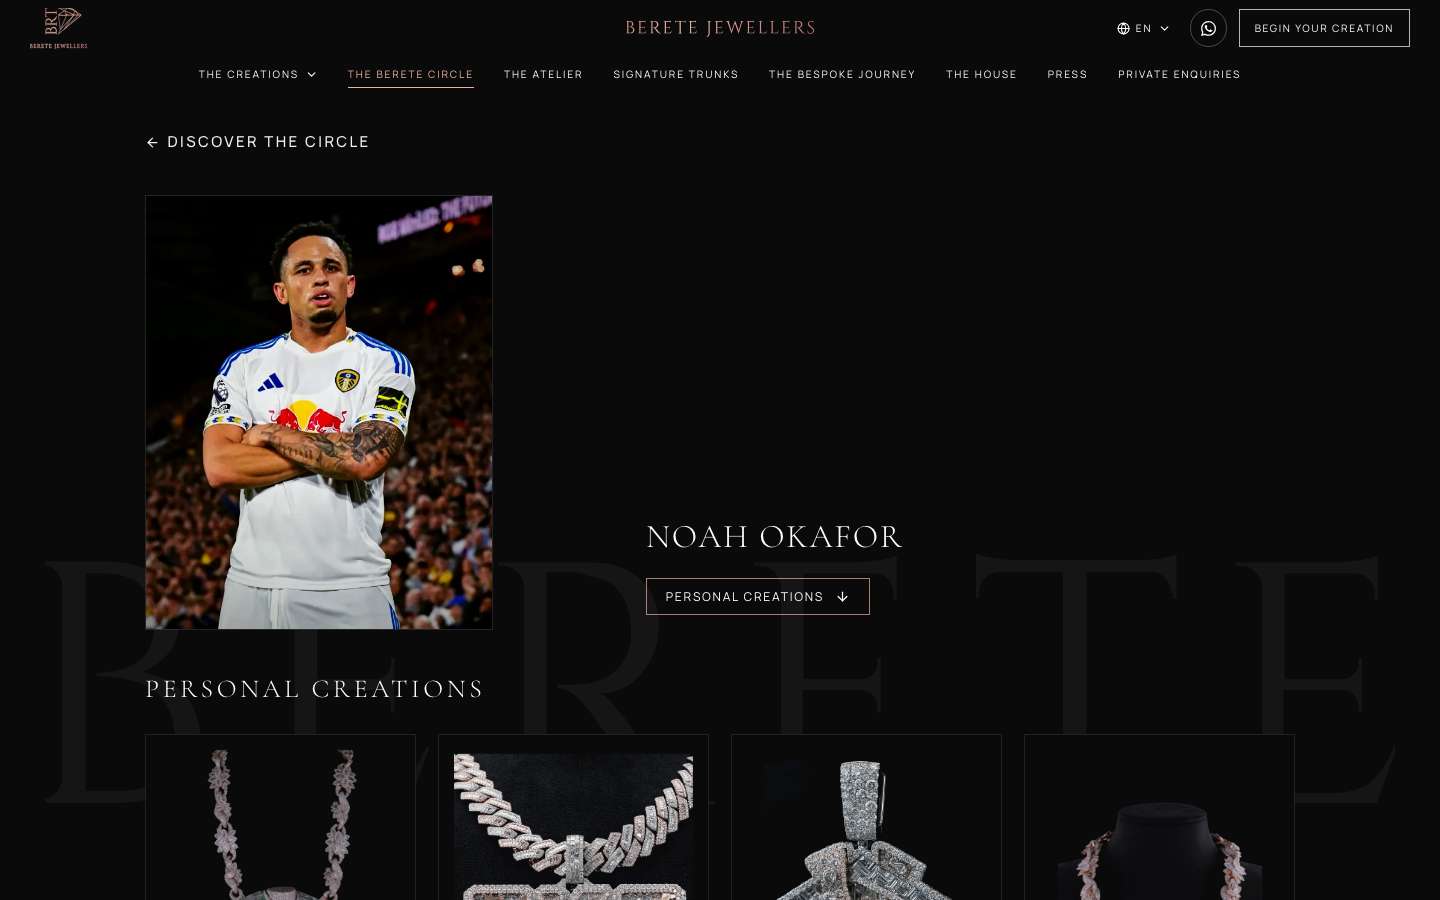 BRT
BERETE JEWELLERS
BERETE JEWELLERS
EN
BEGIN YOUR CREATION
THE CREATIONS
THE BERETE CIRCLE
THE ATELIER
SIGNATURE TRUNKS
THE BESPOKE JOURNEY
THE HOUSE
PRESS
PRIVATE ENQUIRIES
DISCOVER THE CIRCLE
NOAH OKAFOR
PERSONAL CREATIONS
BERETE
PERSONAL CREATIONS